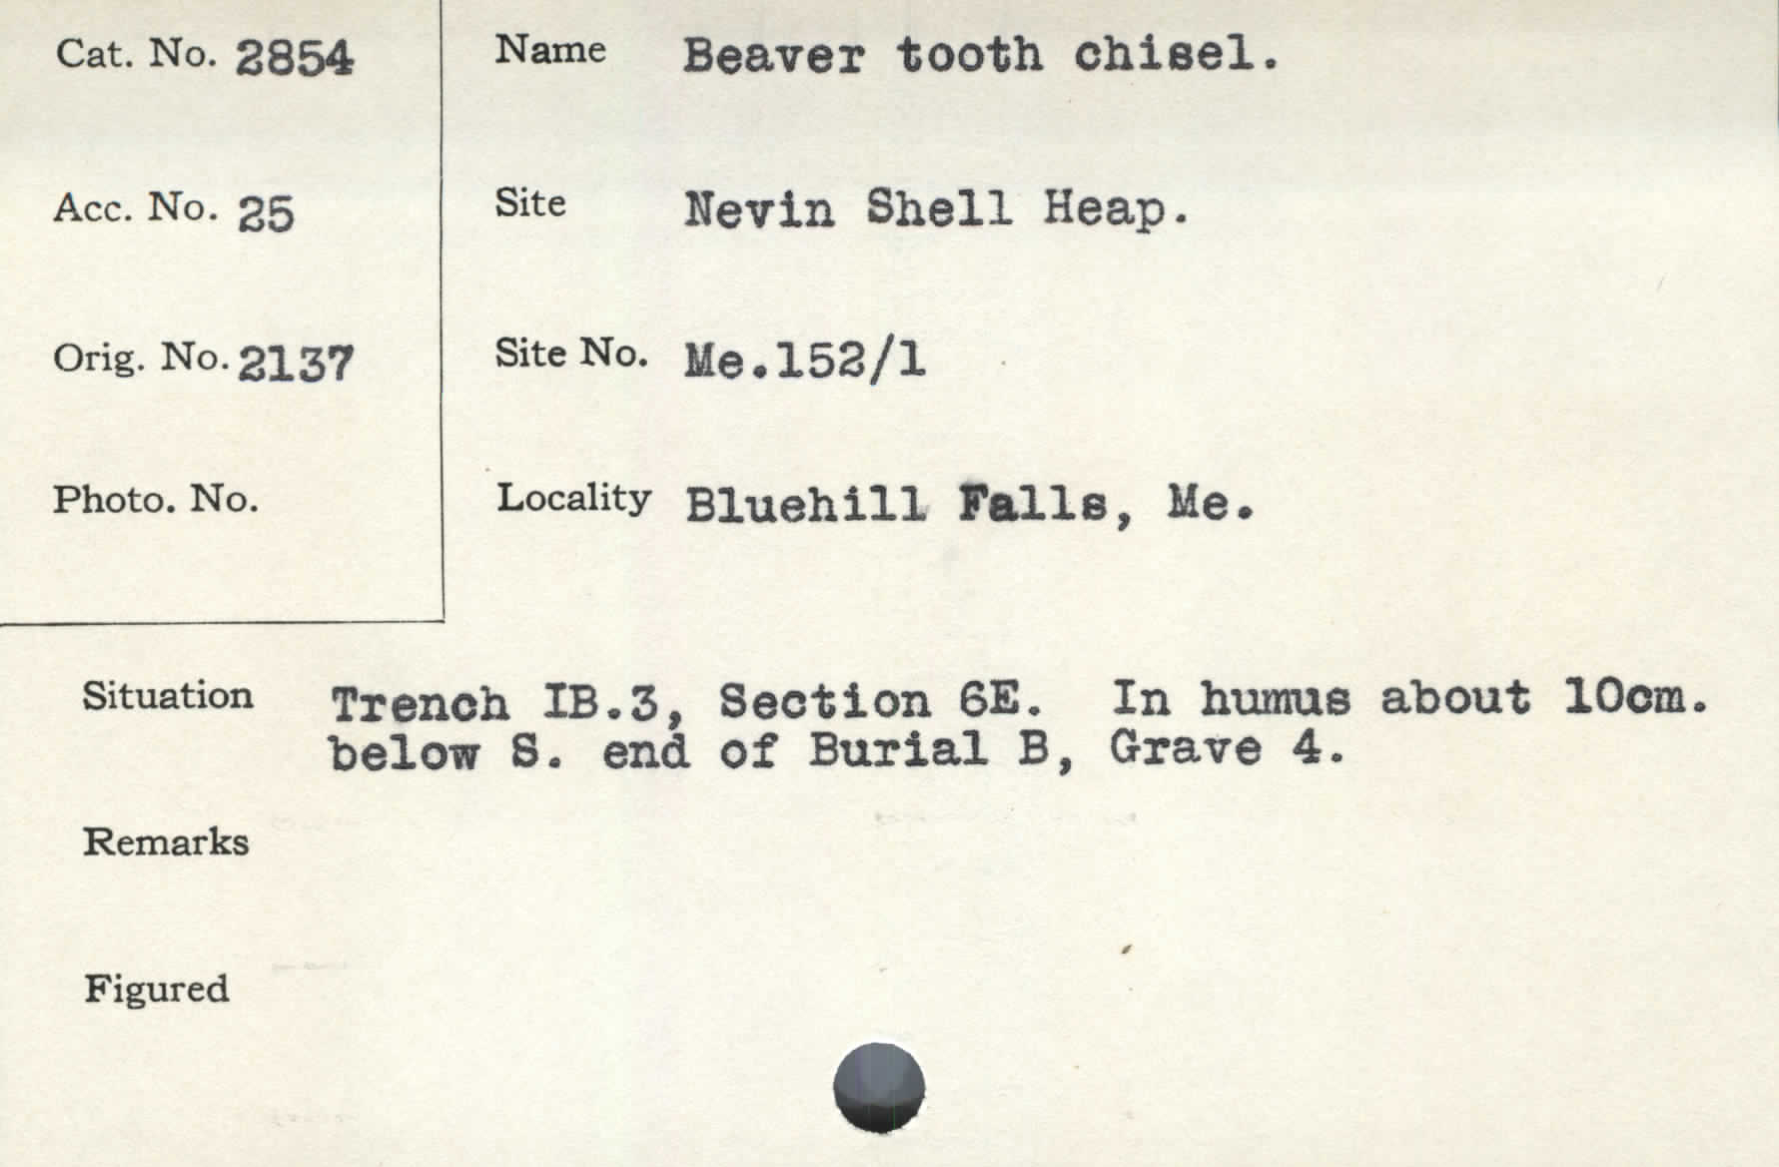 Cat. No. 2854
Name Beaver tooth chisel.
Acc. No. 25
Site Nevin Shell Heap.
Orig. No. 2137
Site No. Me.152/1
Photo. No.
Locality Bluehill Falls, Me.
Situation Trench IB.3, Section 6E. In humus about 10cm.
below S. end of Burial B, Grave 4.
Remarks
Figured